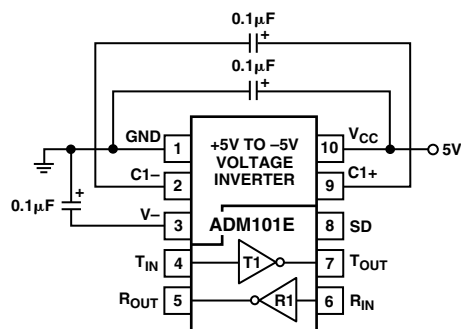 0.1µF
+
0.1µF
+
GND 1 +5V TO –5V VOLTAGE INVERTER 10 VCC
5V
C1– 2 9 C1+
+
0.1µF
V– 3 8 SD
ADM101E
TIN 4 T1 7 TOUT
ROUT 5 R1 6 RIN